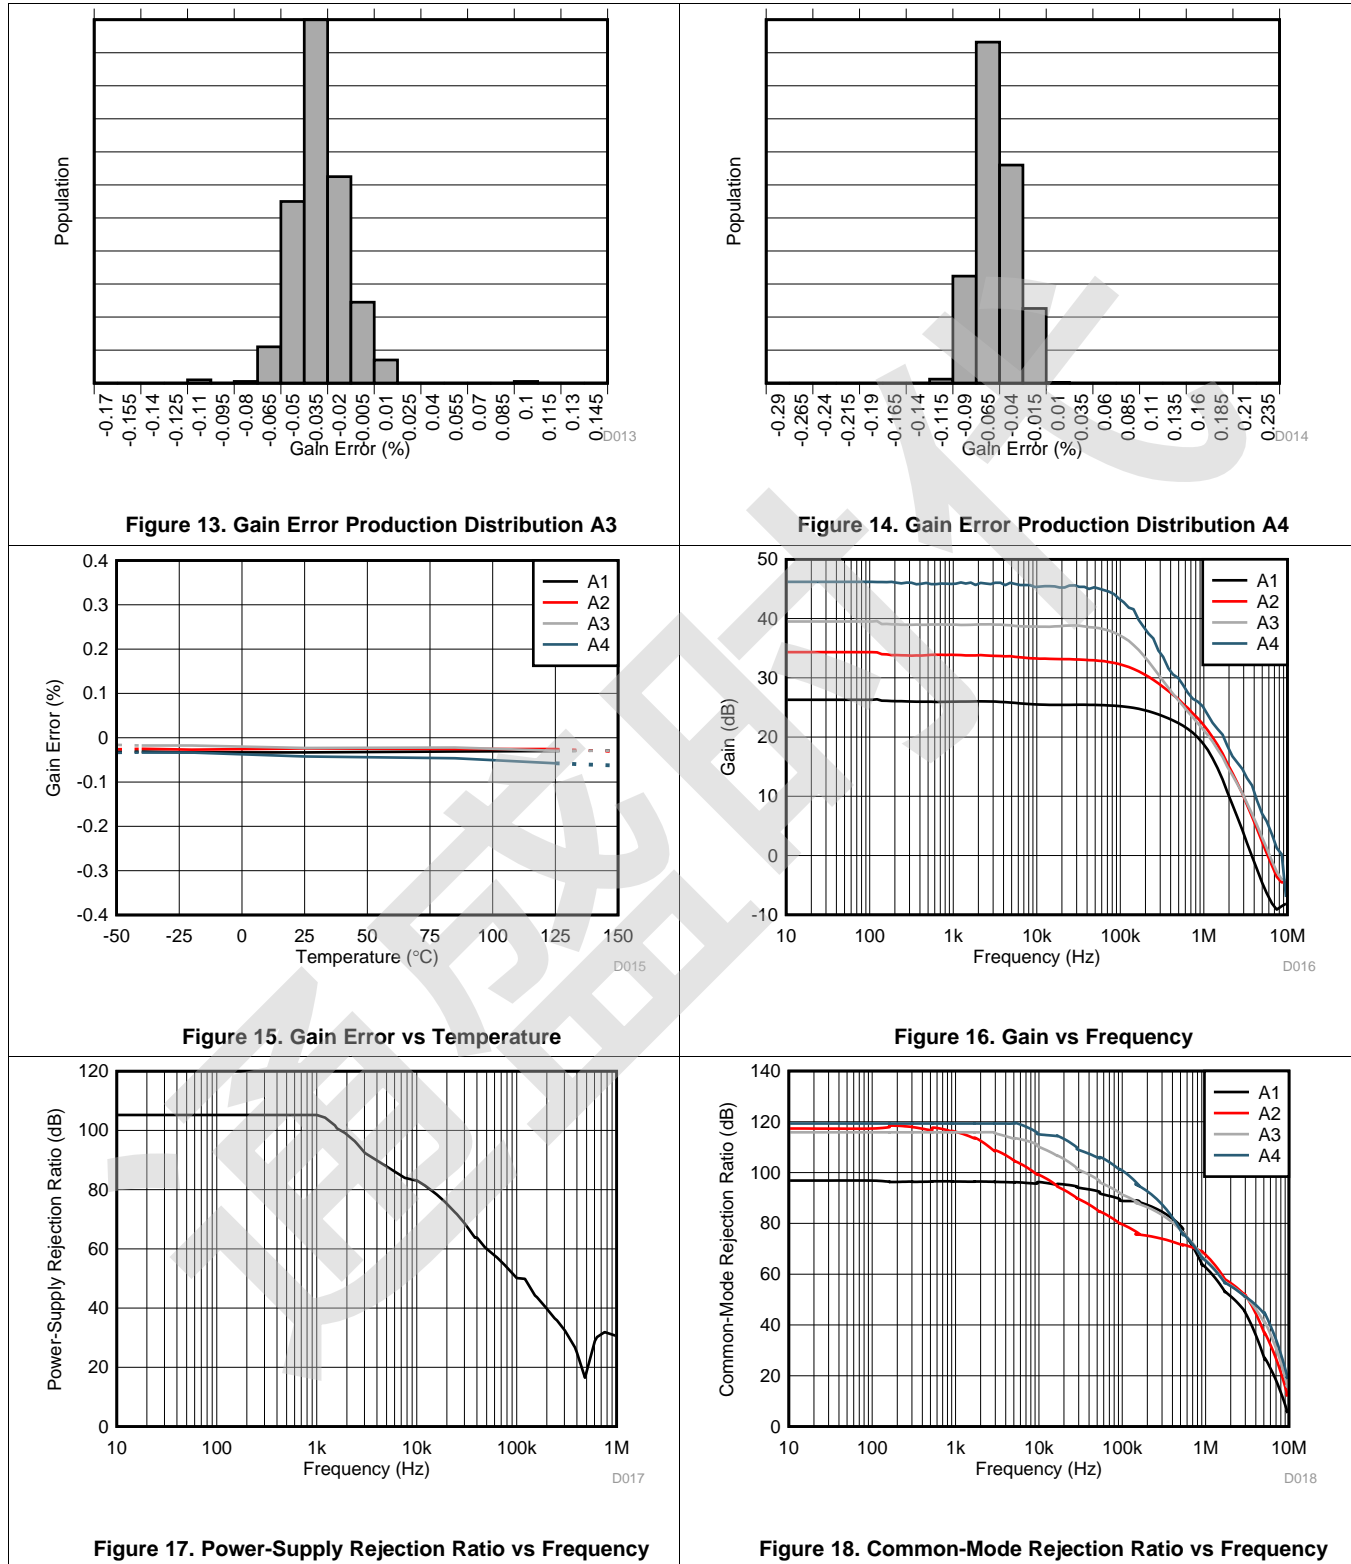 Population
-0.17
-0.155
-0.14
-0.125
-0.11
-0.095
-0.08
-0.065
-0.05
-0.035
-0.02
-0.005
0.01
0.025
0.04
0.055
0.07
0.085
0.1
0.115
0.13
0.145
Gain Error (%)
D013
Figure 13. Gain Error Production Distribution A3
Population
-0.29
-0.265
-0.24
-0.215
-0.19
-0.165
-0.14
-0.115
-0.09
-0.065
-0.04
-0.015
0.01
0.035
0.06
0.085
0.11
0.135
0.16
0.185
0.21
0.235
Gain Error (%)
D014
Figure 14. Gain Error Production Distribution A4
Gain Error (%)
0.4
0.3
0.2
0.1
0
-0.1
-0.2
-0.3
-0.4
A1
A2
A3
A4
-50 -25 0 25 50 75 100 125 150
Temperature (°C)
D015
Figure 15. Gain Error vs Temperature
Gain (dB)
50
40
30
20
10
0
-10
A1
A2
A3
A4
10 100 1k 10k 100k 1M 10M
Frequency (Hz)
D016
Figure 16. Gain vs Frequency
Power-Supply Rejection Ratio (dB)
120
100
80
60
40
20
0
10 100 1k 10k 100k 1M
Frequency (Hz)
D017
Figure 17. Power-Supply Rejection Ratio vs Frequency
Common-Mode Rejection Ratio (dB)
140
120
100
80
60
40
20
0
A1
A2
A3
A4
10 100 1k 10k 100k 1M 10M
Frequency (Hz)
D018
Figure 18. Common-Mode Rejection Ratio vs Frequency
通盛时代